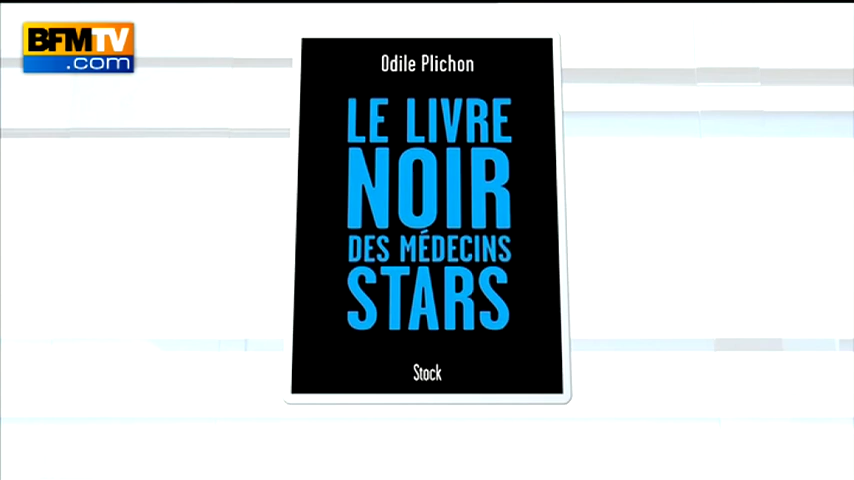 BFMTV
.com
Odile Plichon
LE LIVRE
NOIR
DES MÉDECINS
STARS
Stock